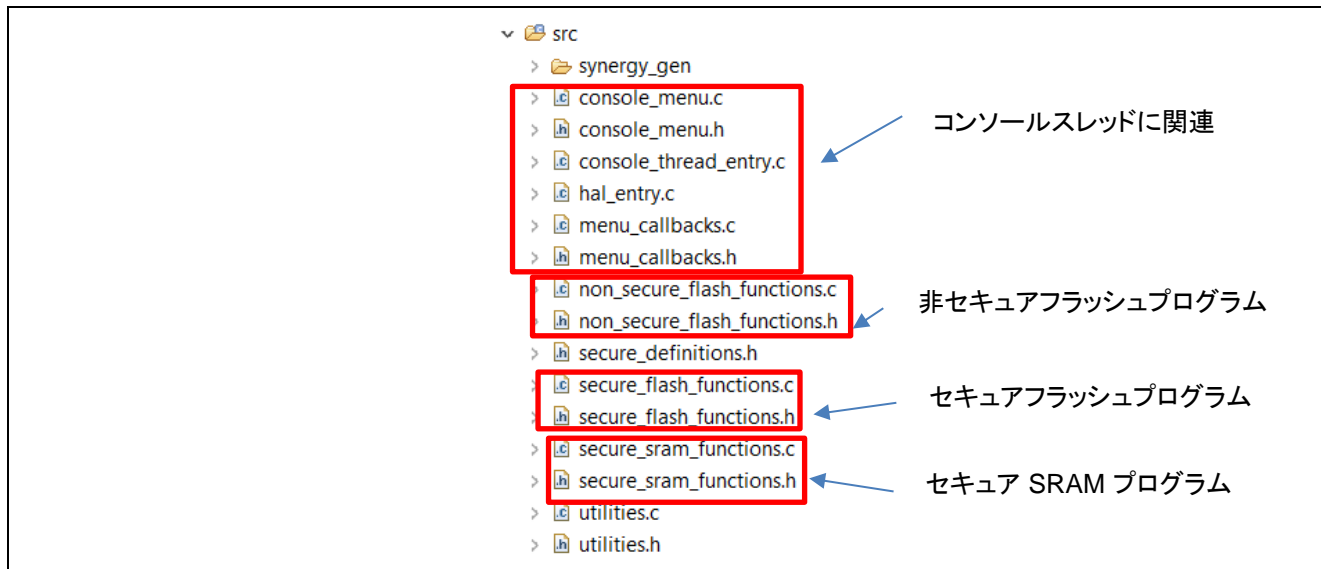 src
synergy_gen
console_menu.c
console_menu.h
console_thread_entry.c
hal_entry.c
menu_callbacks.c
menu_callbacks.h
コンソールスレッドに関連
non_secure_flash_functions.c
non_secure_flash_functions.h
非セキュアフラッシュプログラム
secure_definitions.h
secure_flash_functions.c
secure_flash_functions.h
セキュアフラッシュプログラム
secure_sram_functions.c
secure_sram_functions.h
セキュア SRAM プログラム
utilities.c
utilities.h